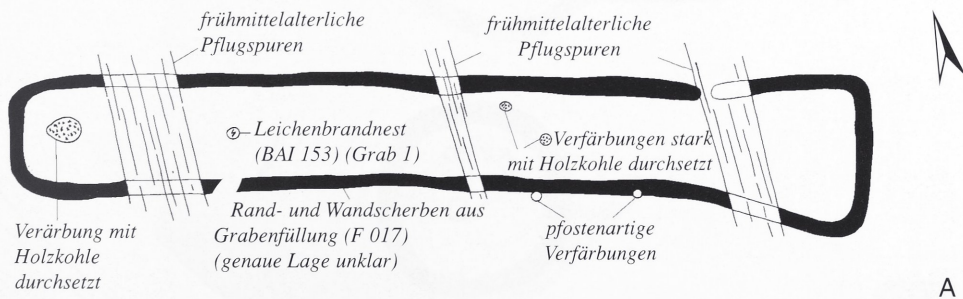 frühmittelalterliche
Pflugspuren
frühmittelalterliche
Pflugspuren
Leichenbrandnest
(BAI 153) (Grab 1)
Verfärbungen stark
mit Holzkohle durchsetzt
Rand- und Wandscherben aus
Grabenfüllung (F 017)
(genaue Lage unklar)
Verärbung mit
Holzkohle
durchsetzt
pfostenartige
Verfärbungen
A